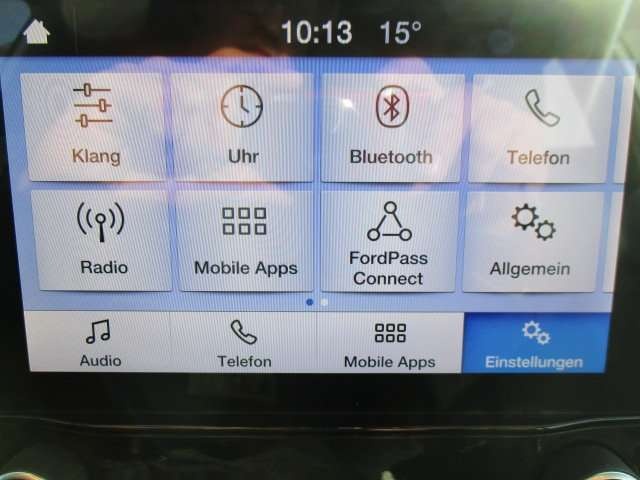 10:13 15°
Klang
Uhr
Bluetooth
Telefon
Radio
Mobile Apps
FordPass
Connect
Allgemein
Audio
Telefon
Mobile Apps
Einstellungen